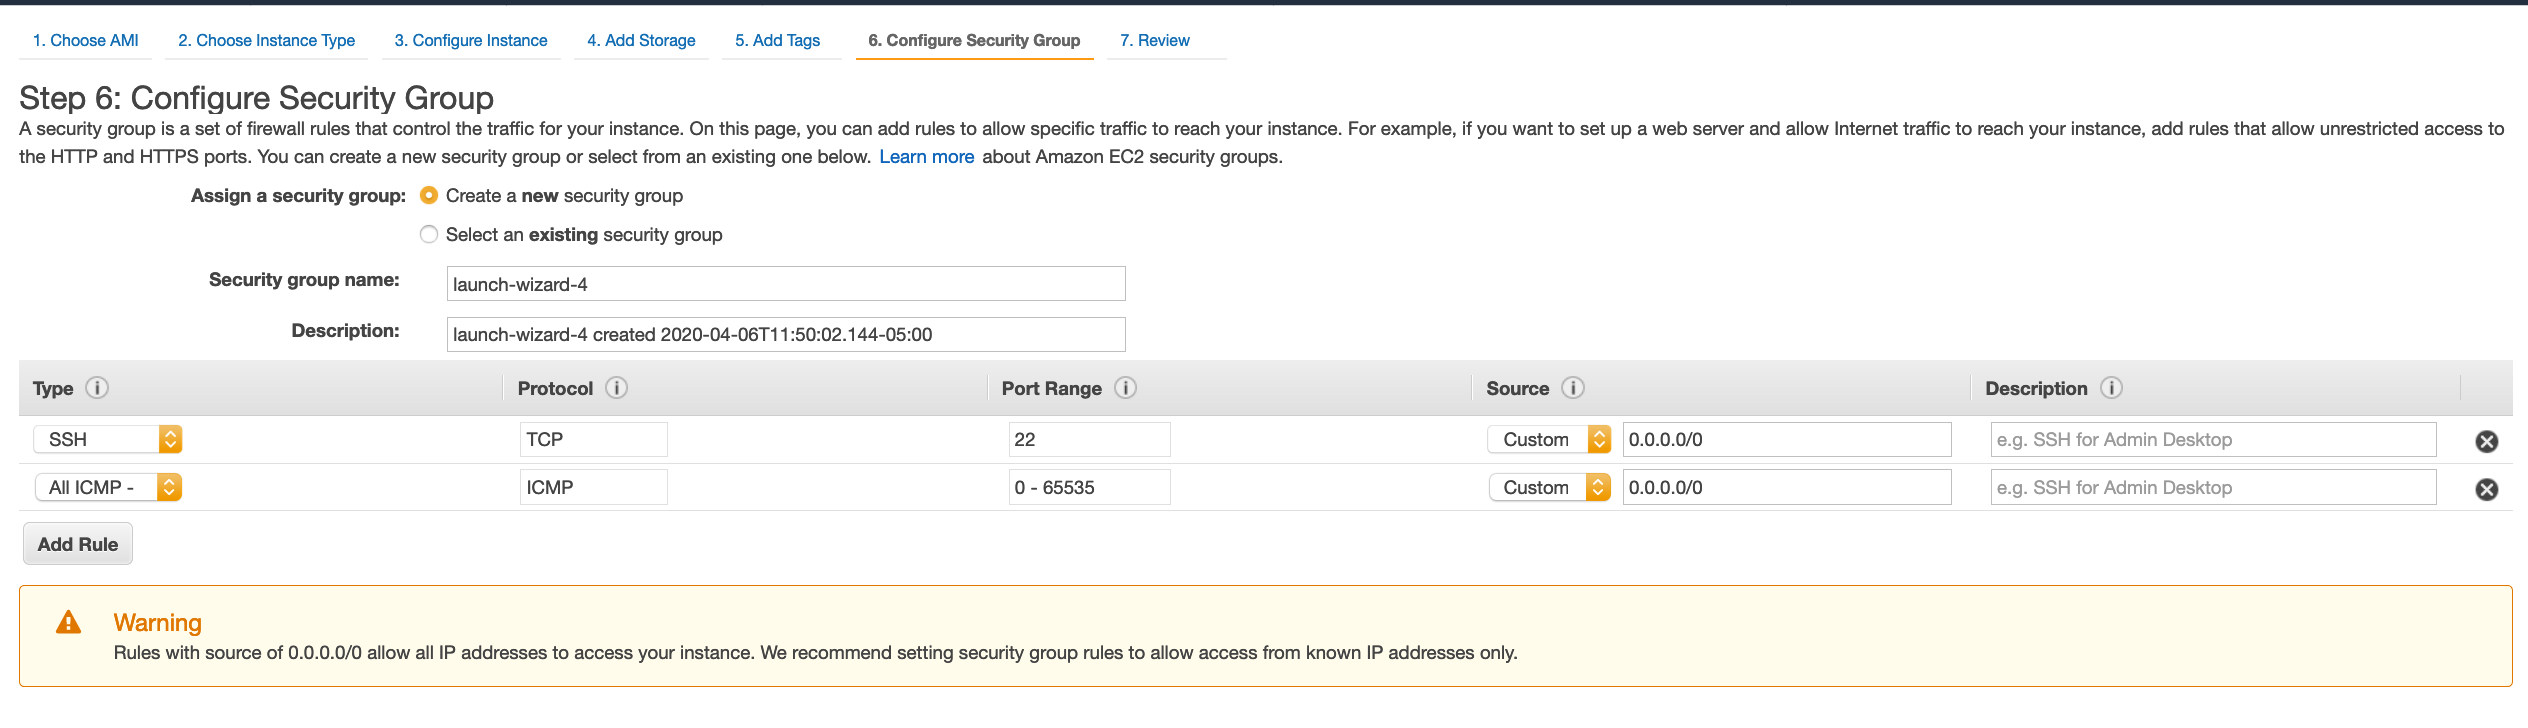 1. Choose AMI 2. Choose Instance Type 3. Configure Instance 4. Add Storage 5. Add Tags 6. Configure Security Group 7. Review
Step 6: Configure Security Group
A security group is a set of firewall rules that control the traffic for your instance. On this page, you can add rules to allow specific traffic to reach your instance. For example, if you want to set up a web server and allow Internet traffic to reach your instance, add rules that allow unrestricted access to
the HTTP and HTTPS ports. You can create a new security group or select from an existing one below. Learn more about Amazon EC2 security groups.
Assign a security group: Create a new security group
Select an existing security group
Security group name: launch-wizard-4
Description: launch-wizard-4 created 2020-04-06T11:50:02.144-05:00
Type Protocol Port Range Source Description
SSH TCP 22 Custom 0.0.0.0/0 e.g. SSH for Admin Desktop
All ICMP - ICMP 0 - 65535 Custom 0.0.0.0/0 e.g. SSH for Admin Desktop
Add Rule
Warning
Rules with source of 0.0.0.0/0 allow all IP addresses to access your instance. We recommend setting security group rules to allow access from known IP addresses only.